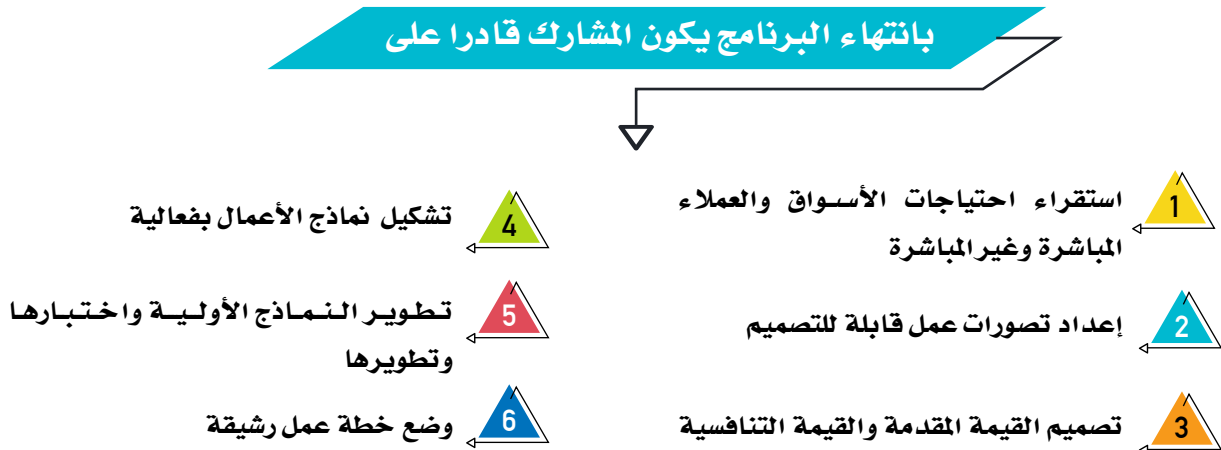 بانتهاء البرنامج يكون المشارك قادرا على
1
استقراء احتياجات الأسواق والعملاء
المباشرة وغير المباشرة
2
إعداد تصورات عمل قابلة للتصميم
3
تصميم القيمة المقدمة والقيمة التنافسية
4
تشكيل نماذج الأعمال بفعالية
5
تطوير النماذج الأولية واختبارها
وتطويرها
6
وضع خطة عمل رشيقة